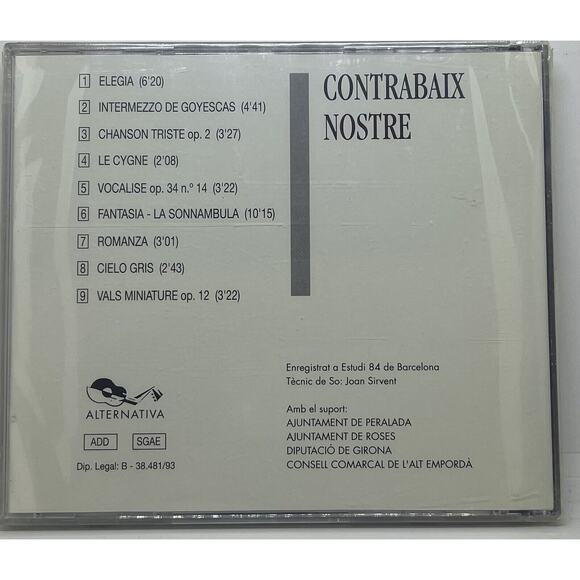 1 ELEGIA (6'20)
2 INTERMEZZO DE GOYESCAS (4'41)
3 CHANSON TRISTE op. 2 (3'27)
4 LE CYGNE (2'08)
5 VOCALISE op. 34 n.º 14 (3'22)
6 FANTASIA - LA SONNAMBULA (10'15)
7 ROMANZA (3'01)
8 CIELO GRIS (2'43)
9 VALS MINIATURE op. 12 (3'22)
CONTRABAIX
NOSTRE
ALTERNATIVA
ADD SGAE
Dip. Legal: B - 38.481/93
Enregistrat a Estudi 84 de Barcelona
Tècnic de So: Joan Sirvent
Amb el suport:
AJUNTAMENT DE PERALADA
AJUNTAMENT DE ROSES
DIPUTACIÓ DE GIRONA
CONSELL COMARCAL DE L'ALT EMPORDÀ